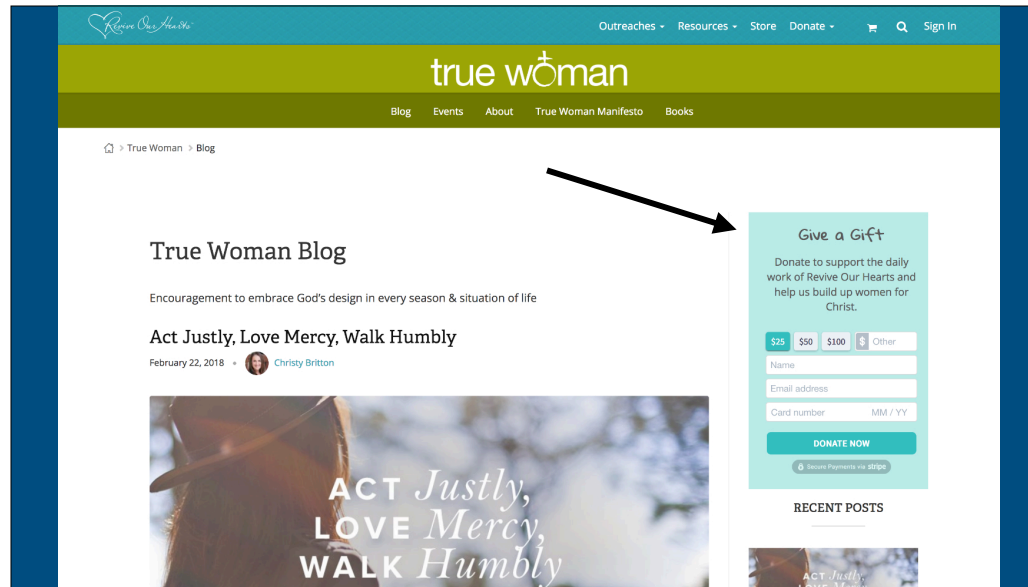 Revive Our Hearts
Outreaches Resources Store Donate Sign In
true woman
Blog Events About True Woman Manifesto Books
> True Woman > Blog
True Woman Blog
Encouragement to embrace God's design in every season & situation of life
Act Justly, Love Mercy, Walk Humbly
February 22, 2018 • Christy Britton
ACT Justly,
LOVE Mercy,
WALK Humbly
Give a Gift
Donate to support the daily
work of Revive Our Hearts and
help us build up women for
Christ.
$25 $50 $100 $ Other
Name
Email address
Card number MM / YY
DONATE NOW
Secure Payments via stripe
RECENT POSTS
ACT Justly,
LOVE Mercy,